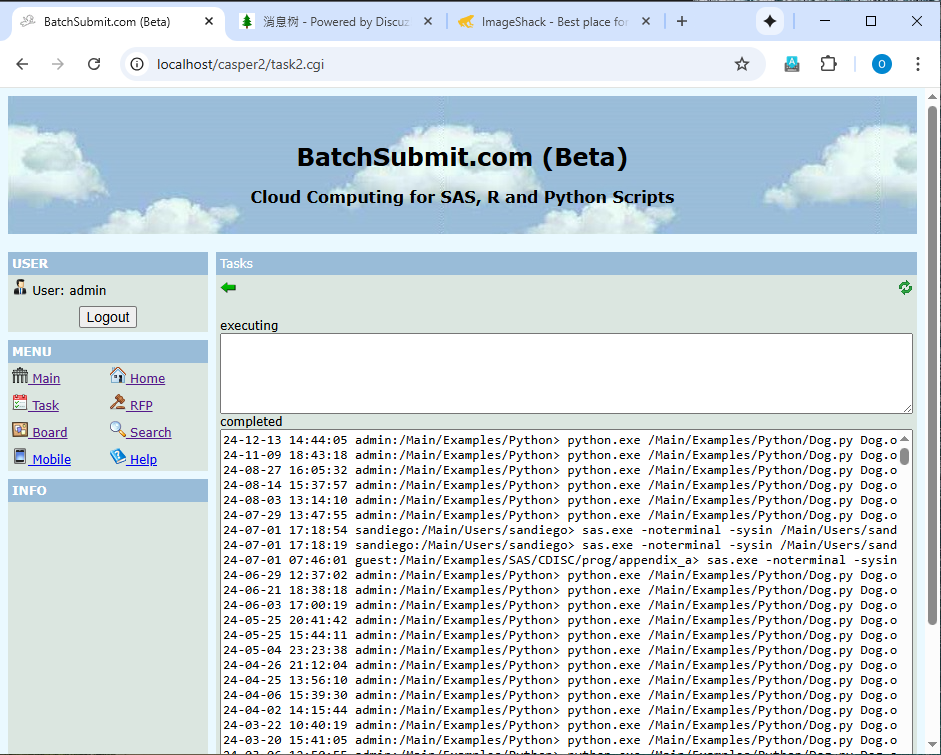 BatchSubmit.com (Beta)
消息树 - Powered by Discuz
ImageShack - Best place for
localhost/casper2/task2.cgi
O
BatchSubmit.com (Beta)
Cloud Computing for SAS, R and Python Scripts
USER
User: admin
Logout
MENU
Main
Home
Task
RFP
Board
Search
Mobile
Help
INFO
Tasks
executing
completed
24-12-13 14:44:05 admin:/Main/Examples/Python> python.exe /Main/Examples/Python/Dog.py Dog.o
24-11-09 18:43:18 admin:/Main/Examples/Python> python.exe /Main/Examples/Python/Dog.py Dog.o
24-08-27 16:05:32 admin:/Main/Examples/Python> python.exe /Main/Examples/Python/Dog.py Dog.o
24-08-14 15:37:57 admin:/Main/Examples/Python> python.exe /Main/Examples/Python/Dog.py Dog.o
24-08-03 13:14:10 admin:/Main/Examples/Python> python.exe /Main/Examples/Python/Dog.py Dog.o
24-07-29 13:47:55 admin:/Main/Examples/Python> python.exe /Main/Examples/Python/Dog.py Dog.o
24-07-01 17:18:54 sandiego:/Main/Users/sandiego> sas.exe -noterminal -sysin /Main/Users/sand
24-07-01 17:18:19 sandiego:/Main/Users/sandiego> sas.exe -noterminal -sysin /Main/Users/sand
24-07-01 07:46:01 guest:/Main/Examples/SAS/CDISC/prog/appendix_a> sas.exe -noterminal -sysin
24-06-29 12:37:02 admin:/Main/Examples/Python> python.exe /Main/Examples/Python/Dog.py Dog.o
24-06-21 18:38:18 admin:/Main/Examples/Python> python.exe /Main/Examples/Python/Dog.py Dog.o
24-06-03 17:00:19 admin:/Main/Examples/Python> python.exe /Main/Examples/Python/Dog.py Dog.o
24-05-25 20:41:42 admin:/Main/Examples/Python> python.exe /Main/Examples/Python/Dog.py Dog.o
24-05-25 15:44:11 admin:/Main/Examples/Python> python.exe /Main/Examples/Python/Dog.py Dog.o
24-05-04 23:23:38 admin:/Main/Examples/Python> python.exe /Main/Examples/Python/Dog.py Dog.o
24-04-26 21:12:04 admin:/Main/Examples/Python> python.exe /Main/Examples/Python/Dog.py Dog.o
24-04-25 13:56:10 admin:/Main/Examples/Python> python.exe /Main/Examples/Python/Dog.py Dog.o
24-04-06 15:39:30 admin:/Main/Examples/Python> python.exe /Main/Examples/Python/Dog.py Dog.o
24-04-02 14:15:44 admin:/Main/Examples/Python> python.exe /Main/Examples/Python/Dog.py Dog.o
24-03-22 10:40:19 admin:/Main/Examples/Python> python.exe /Main/Examples/Python/Dog.py Dog.o
24-03-20 15:41:05 admin:/Main/Examples/Python> python.exe /Main/Examples/Python/Dog.py Dog.o